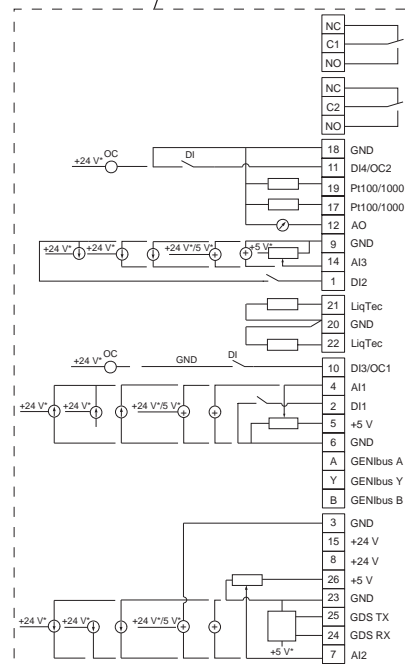 NC
C1
NO
NC
C2
NO
18 GND
+24 V* OC DI
11 DI4/OC2
19 Pt100/1000
17 Pt100/1000
12 AO
9 GND
+24 V* +24 V* +24 V*/5 V* +5 V*
14 AI3
1 DI2
21 LiqTec
20 GND
22 LiqTec
+24 V* OC GND DI
10 DI3/OC1
4 AI1
+24 V* +24 V* +24 V*/5 V*
2 DI1
5 +5 V
6 GND
A GENIbus A
Y GENIbus Y
B GENIbus B
3 GND
15 +24 V
8 +24 V
26 +5 V
23 GND
25 GDS TX
+24 V* +24 V* +24 V*/5 V*
24 GDS RX
+5 V*
7 AI2